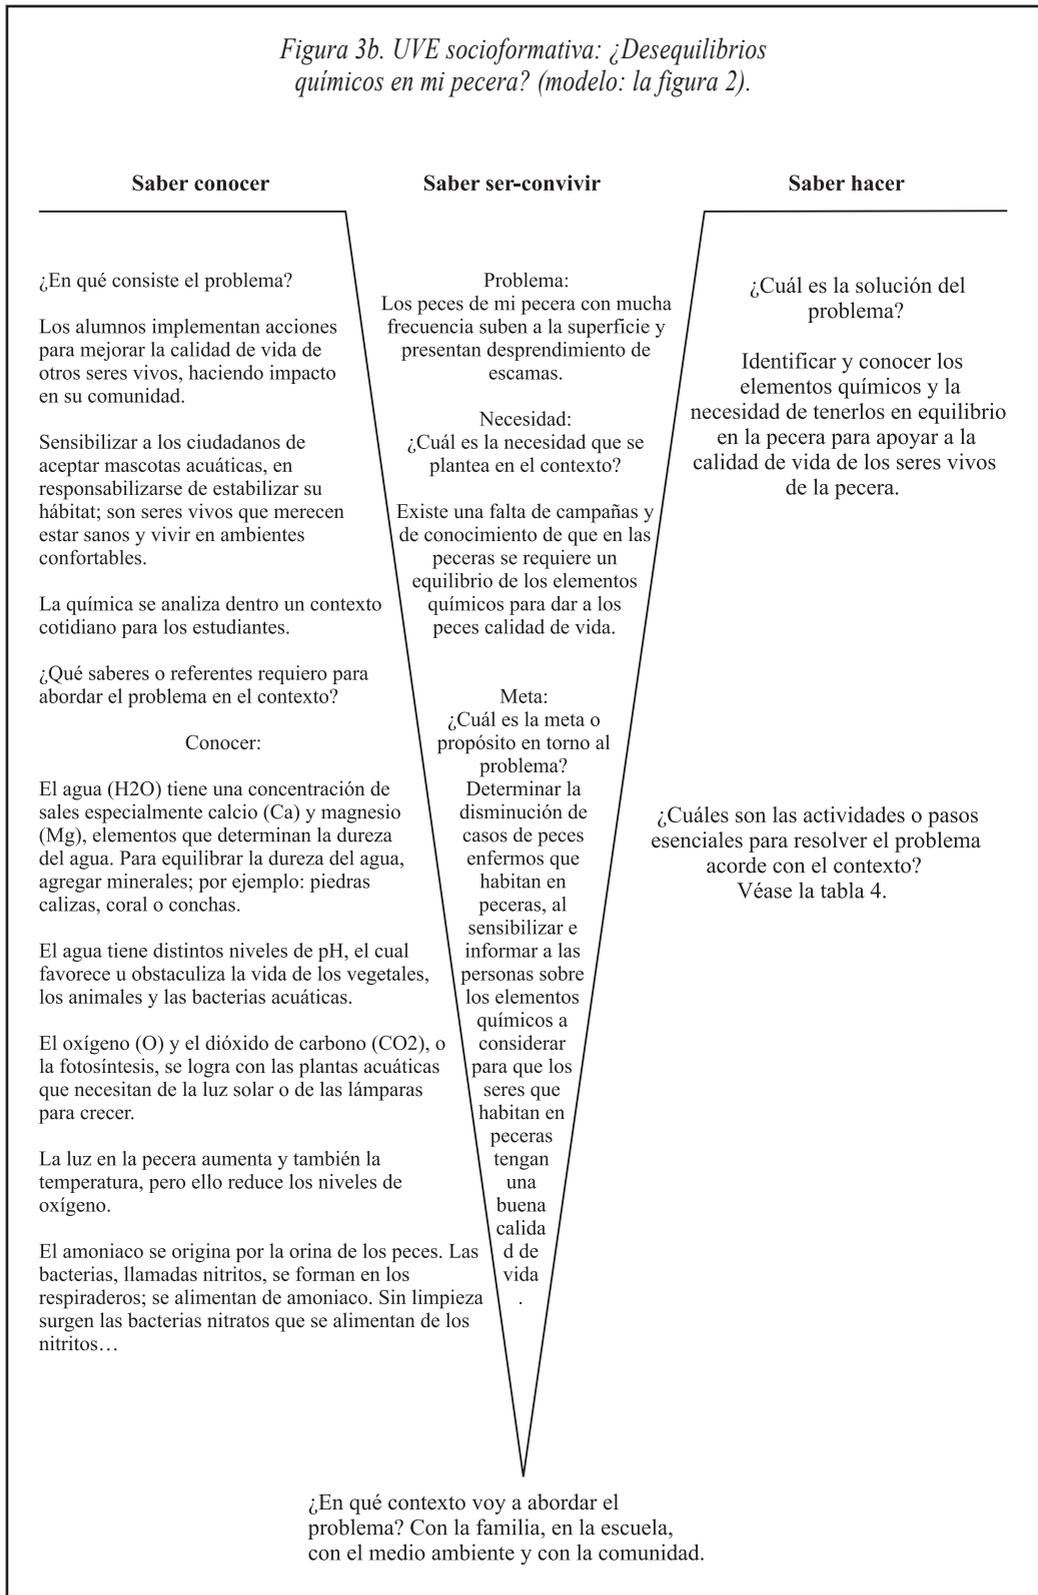 Figura 3b. UVE socioformativa: ¿Desequilibrios
químicos en mi pecera? (modelo: la figura 2).
Saber conocer
Saber ser-convivir
Saber hacer
¿En qué consiste el problema?
Los alumnos implementan acciones
para mejorar la calidad de vida de
otros seres vivos, haciendo impacto
en su comunidad.
Sensibilizar a los ciudadanos de
aceptar mascotas acuáticas, en
responsabilizarse de estabilizar su
hábitat; son seres vivos que merecen
estar sanos y vivir en ambientes
confortables.
La química se analiza dentro un contexto
cotidiano para los estudiantes.
¿Qué saberes o referentes requiero para
abordar el problema en el contexto?
Conocer:
El agua (H2O) tiene una concentración de
sales especialmente calcio (Ca) y magnesio
(Mg), elementos que determinan la dureza
del agua. Para equilibrar la dureza del agua,
agregar minerales; por ejemplo: piedras
calizas, coral o conchas.
El agua tiene distintos niveles de pH, el cual
favorece u obstaculiza la vida de los vegetales,
los animales y las bacterias acuáticas.
El oxígeno (O) y el dióxido de carbono (CO2), o
la fotosíntesis, se logra con las plantas acuáticas
que necesitan de la luz solar o de las lámparas
para crecer.
La luz en la pecera aumenta y también la
temperatura, pero ello reduce los niveles de
oxígeno.
El amoniaco se origina por la orina de los peces. Las
bacterias, llamadas nitritos, se forman en los
respiraderos; se alimentan de amoniaco. Sin limpieza
surgen las bacterias nitratos que se alimentan de los
nitritos…
Problema:
Los peces de mi pecera con mucha
frecuencia suben a la superficie y
presentan desprendimiento de
escamas.
Necesidad:
¿Cuál es la necesidad que se
plantea en el contexto?
Existe una falta de campañas y
de conocimiento de que en las
peceras se requiere un
equilibrio de los elementos
químicos para dar a los
peces calidad de vida.
Meta:
¿Cuál es la meta o
propósito en torno al
problema?
Determinar la
disminución de
casos de peces
enfermos que
habitan en
peceras, al
sensibilizar e
informar a las
personas sobre
los elementos
químicos a
considerar
para que los
seres que
habitan en
peceras
tengan
una
buena
calida
d de
vida
.
¿Cuál es la solución del
problema?
Identificar y conocer los
elementos químicos y la
necesidad de tenerlos en equilibrio
en la pecera para apoyar a la
calidad de vida de los seres vivos
de la pecera.
¿Cuáles son las actividades o pasos
esenciales para resolver el problema
acorde con el contexto?
Véase la tabla 4.
¿En qué contexto voy a abordar el
problema? Con la familia, en la escuela,
con el medio ambiente y con la comunidad.